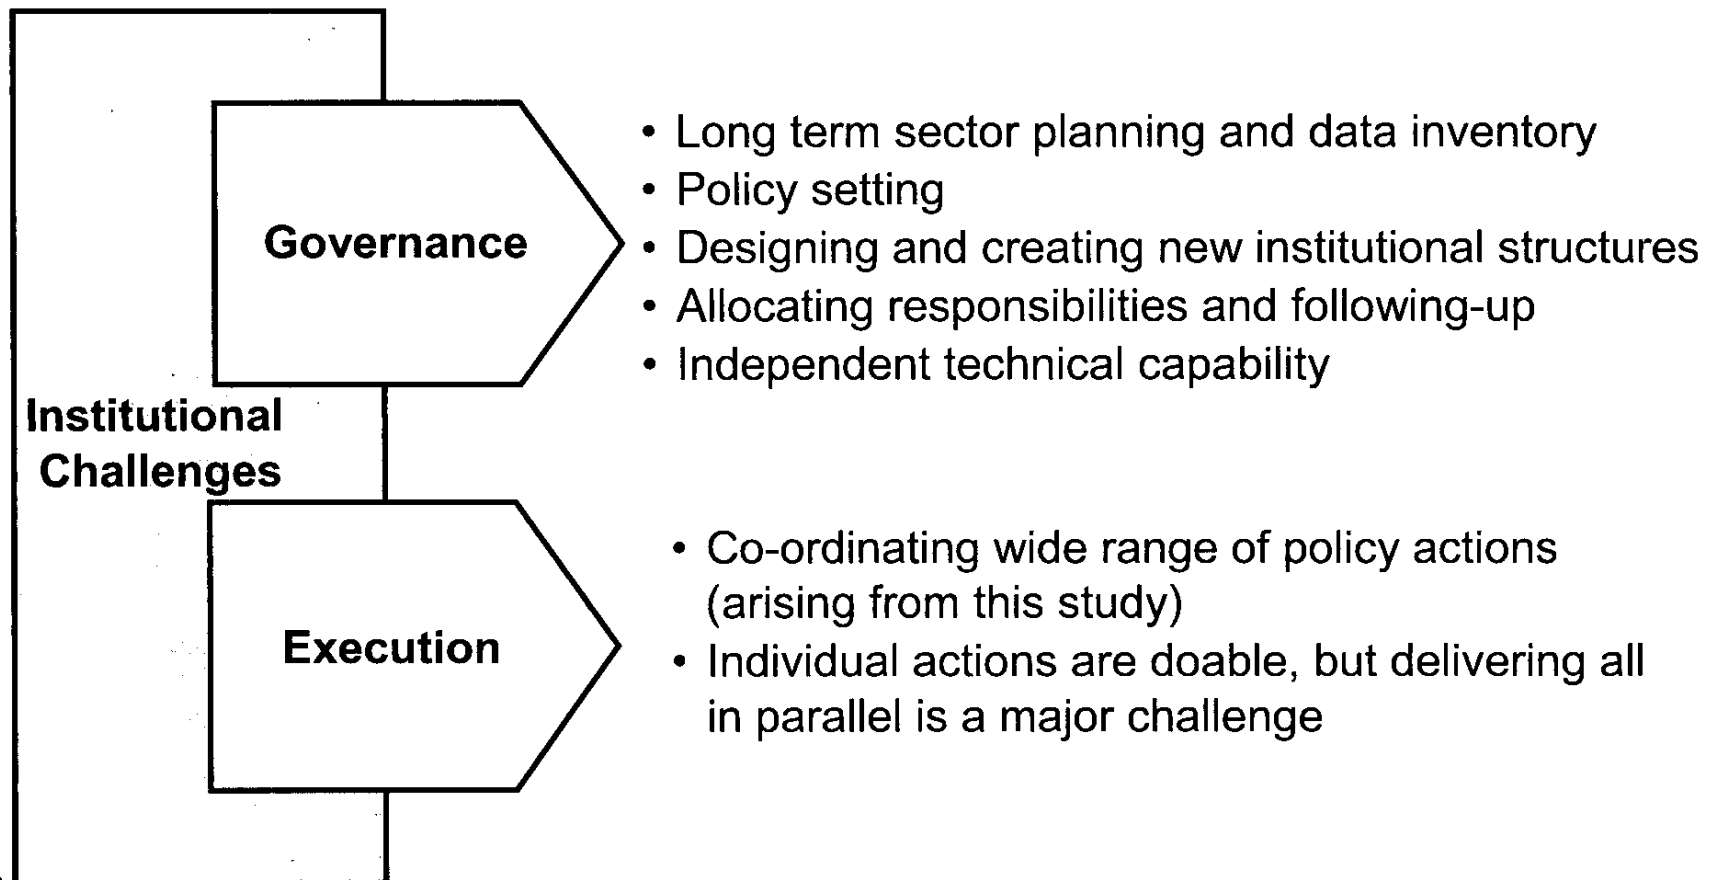 Institutional
Challenges
Governance
• Long term sector planning and data inventory
• Policy setting
• Designing and creating new institutional structures
• Allocating responsibilities and following-up
• Independent technical capability
Execution
• Co-ordinating wide range of policy actions
(arising from this study)
• Individual actions are doable, but delivering all
in parallel is a major challenge